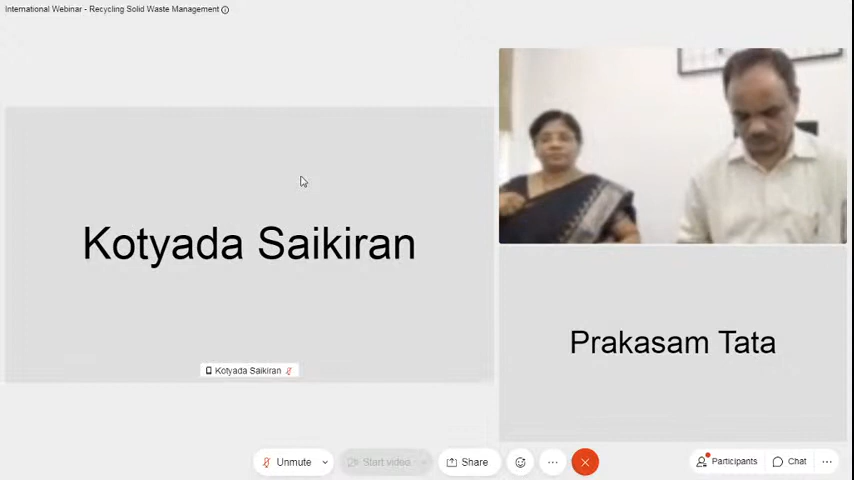 International Webinar - Recycling Solid Waste Management
Kotyada Saikiran
Kotyada Saikiran
Prakasam Tata
Unmute
Start video
Share
Participants
Chat